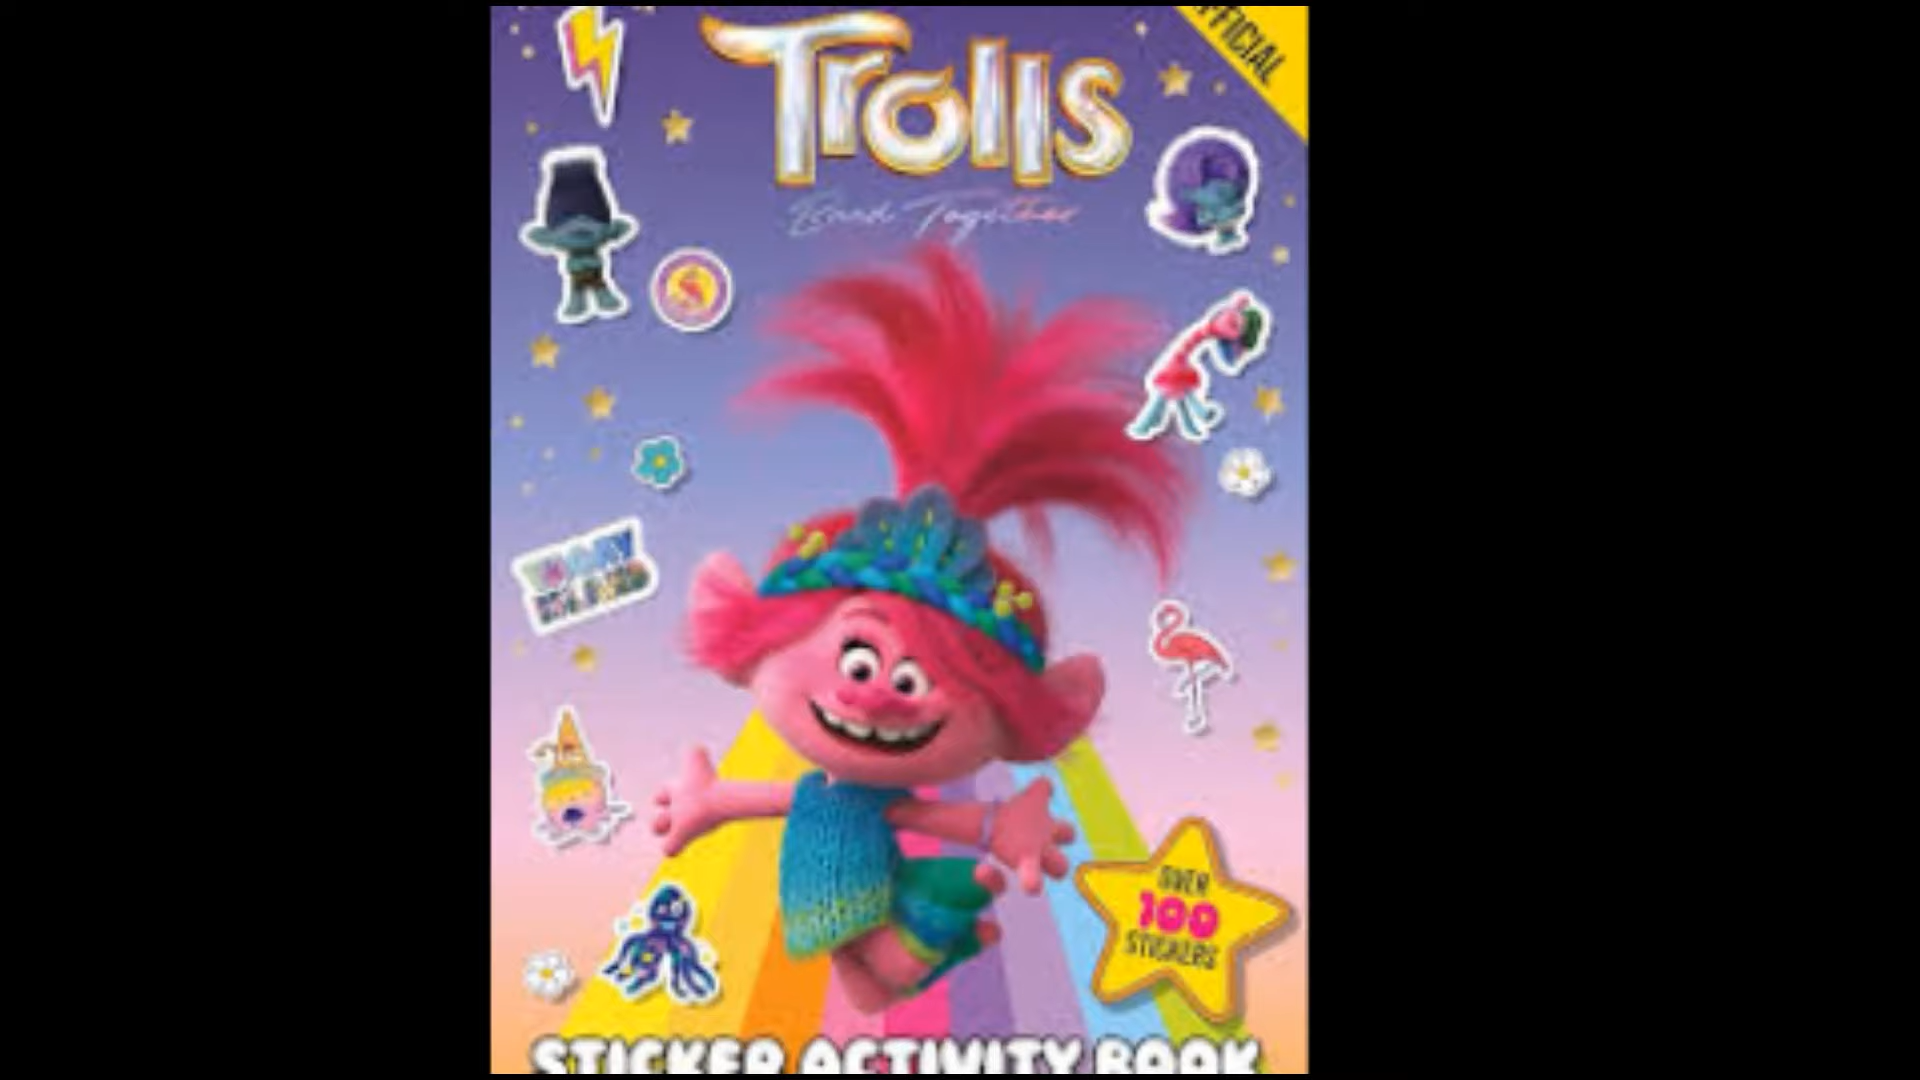 OFFICIAL
Trolls
Band Together
OVER
100
STICKERS
STICKER ACTIVITY BOOK